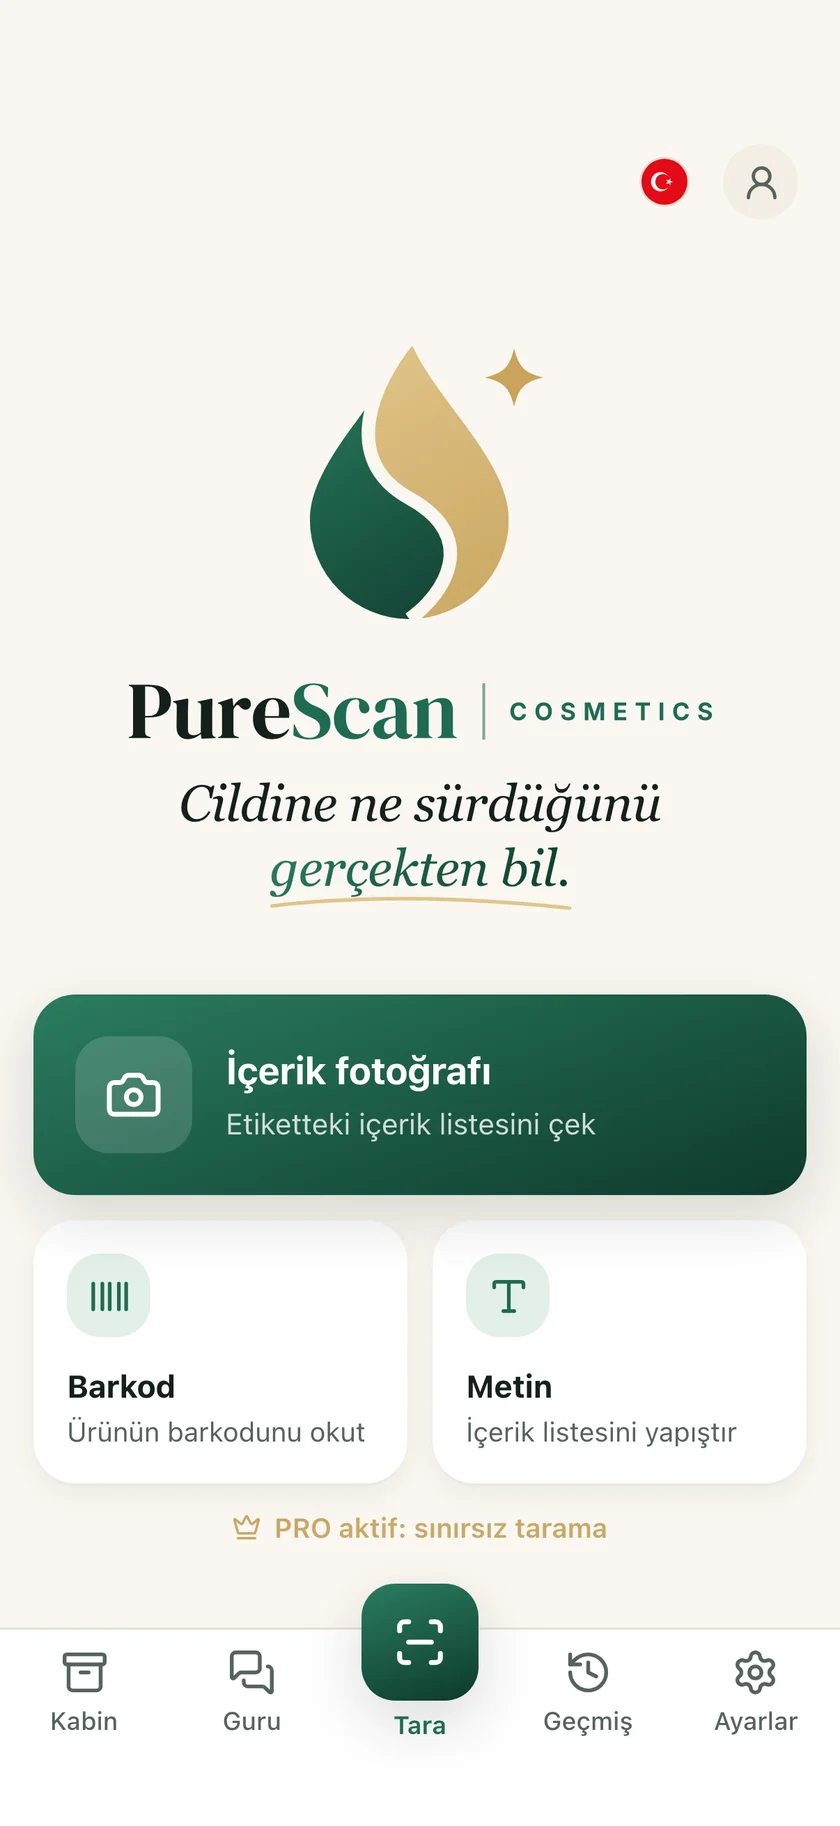 PureScan | COSMETICS
Cildine ne sürdüğünü
gerçekten bil.
İçerik fotoğrafı
Etiketteki içerik listesini çek
Barkod
Ürünün barkodunu okut
Metin
İçerik listesini yapıştır
PRO aktif: sınırsız tarama
Kabin
Guru
Tara
Geçmiş
Ayarlar